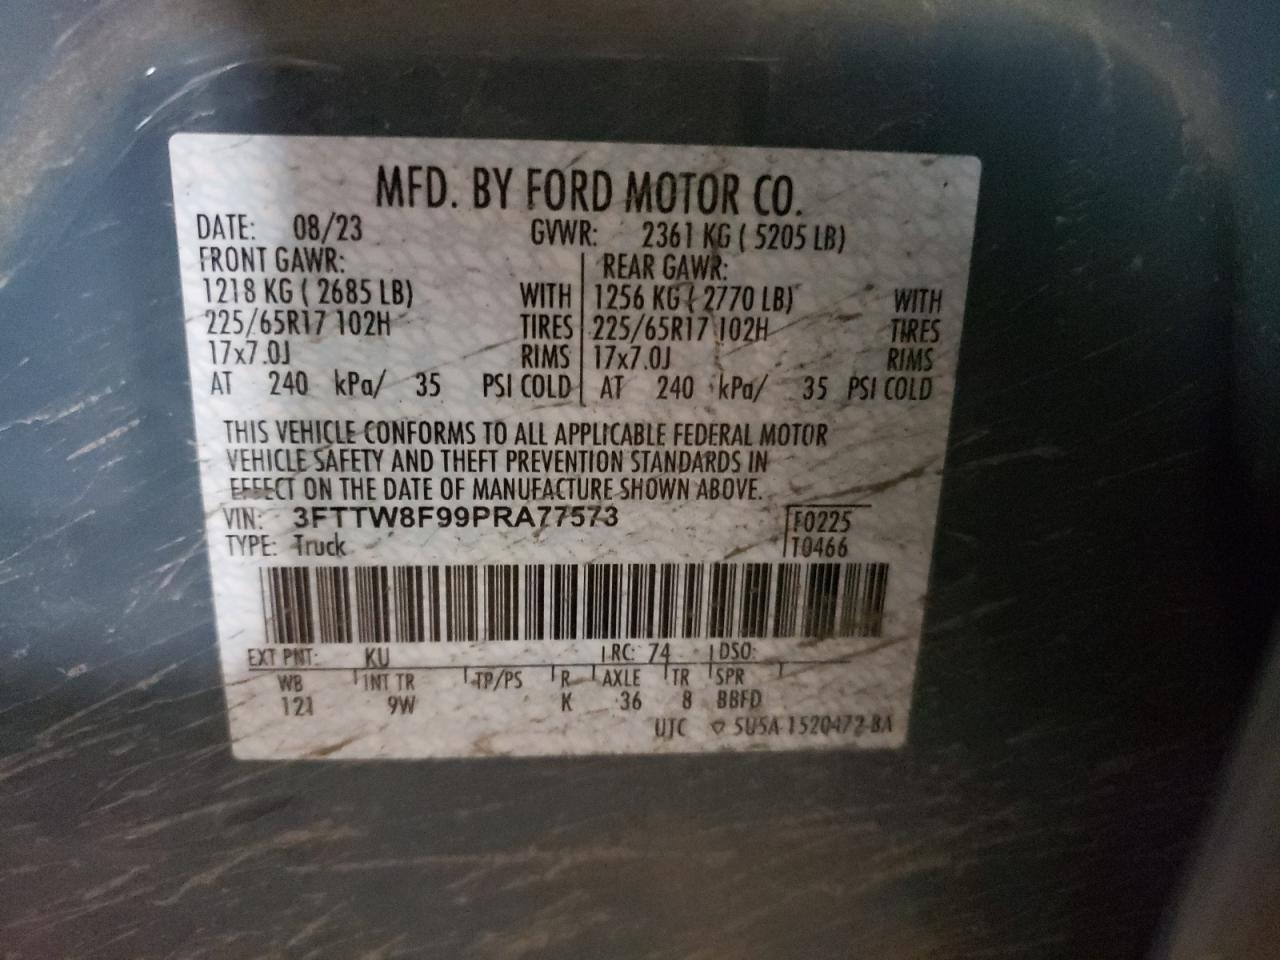 MFD. BY FORD MOTOR CO.
DATE: 08/23 GVWR: 2361 KG ( 5205 LB)
FRONT GAWR: REAR GAWR:
1218 KG ( 2685 LB) WITH 1256 KG ( 2770 LB) WITH
225/65R17 102H TIRES 225/65R17 102H TIRES
17x7.0J RIMS 17x7.0J RIMS
AT 240 kPa/ 35 PSI COLD AT 240 kPa/ 35 PSI COLD
THIS VEHICLE CONFORMS TO ALL APPLICABLE FEDERAL MOTOR
VEHICLE SAFETY AND THEFT PREVENTION STANDARDS IN
EFFECT ON THE DATE OF MANUFACTURE SHOWN ABOVE.
VIN: 3FTTW8F99PRA77573 F0225
TYPE: Truck T0466
EXT PNT: KU RC: 74 DSO:
WB INT TR TP/PS R AXLE TR SPR
121 9W K 36 8 BBFD
UTC ▽ 5U5A-1520472-BA